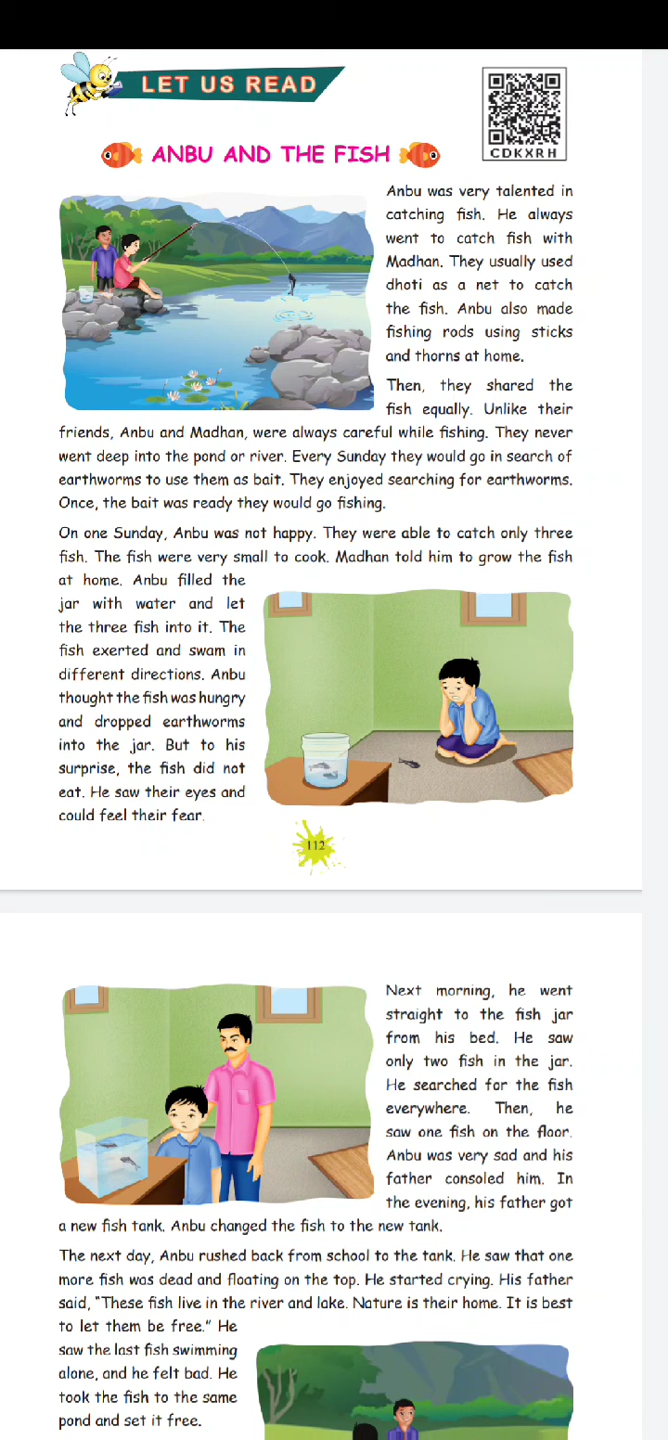 LET US READ
CDKXRH
ANBU AND THE FISH
Anbu was very talented in
catching fish. He always
went to catch fish with
Madhan. They usually used
dhoti as a net to catch
the fish. Anbu also made
fishing rods using sticks
and thorns at home.
Then, they shared the
fish equally. Unlike their
friends, Anbu and Madhan, were always careful while fishing. They never
went deep into the pond or river. Every Sunday they would go in search of
earthworms to use them as bait. They enjoyed searching for earthworms.
Once, the bait was ready they would go fishing.
On one Sunday, Anbu was not happy. They were able to catch only three
fish. The fish were very small to cook. Madhan told him to grow the fish
at home. Anbu filled the
jar with water and let
the three fish into it. The
fish exerted and swam in
different directions. Anbu
thought the fish was hungry
and dropped earthworms
into the jar. But to his
surprise, the fish did not
eat. He saw their eyes and
could feel their fear.
112
Next morning, he went
straight to the fish jar
from his bed. He saw
only two fish in the jar.
He searched for the fish
everywhere. Then, he
saw one fish on the floor.
Anbu was very sad and his
father consoled him. In
the evening, his father got
a new fish tank. Anbu changed the fish to the new tank.
The next day, Anbu rushed back from school to the tank. He saw that one
more fish was dead and floating on the top. He started crying. His father
said, "These fish live in the river and lake. Nature is their home. It is best
to let them be free." He
saw the last fish swimming
alone, and he felt bad. He
took the fish to the same
pond and set it free.